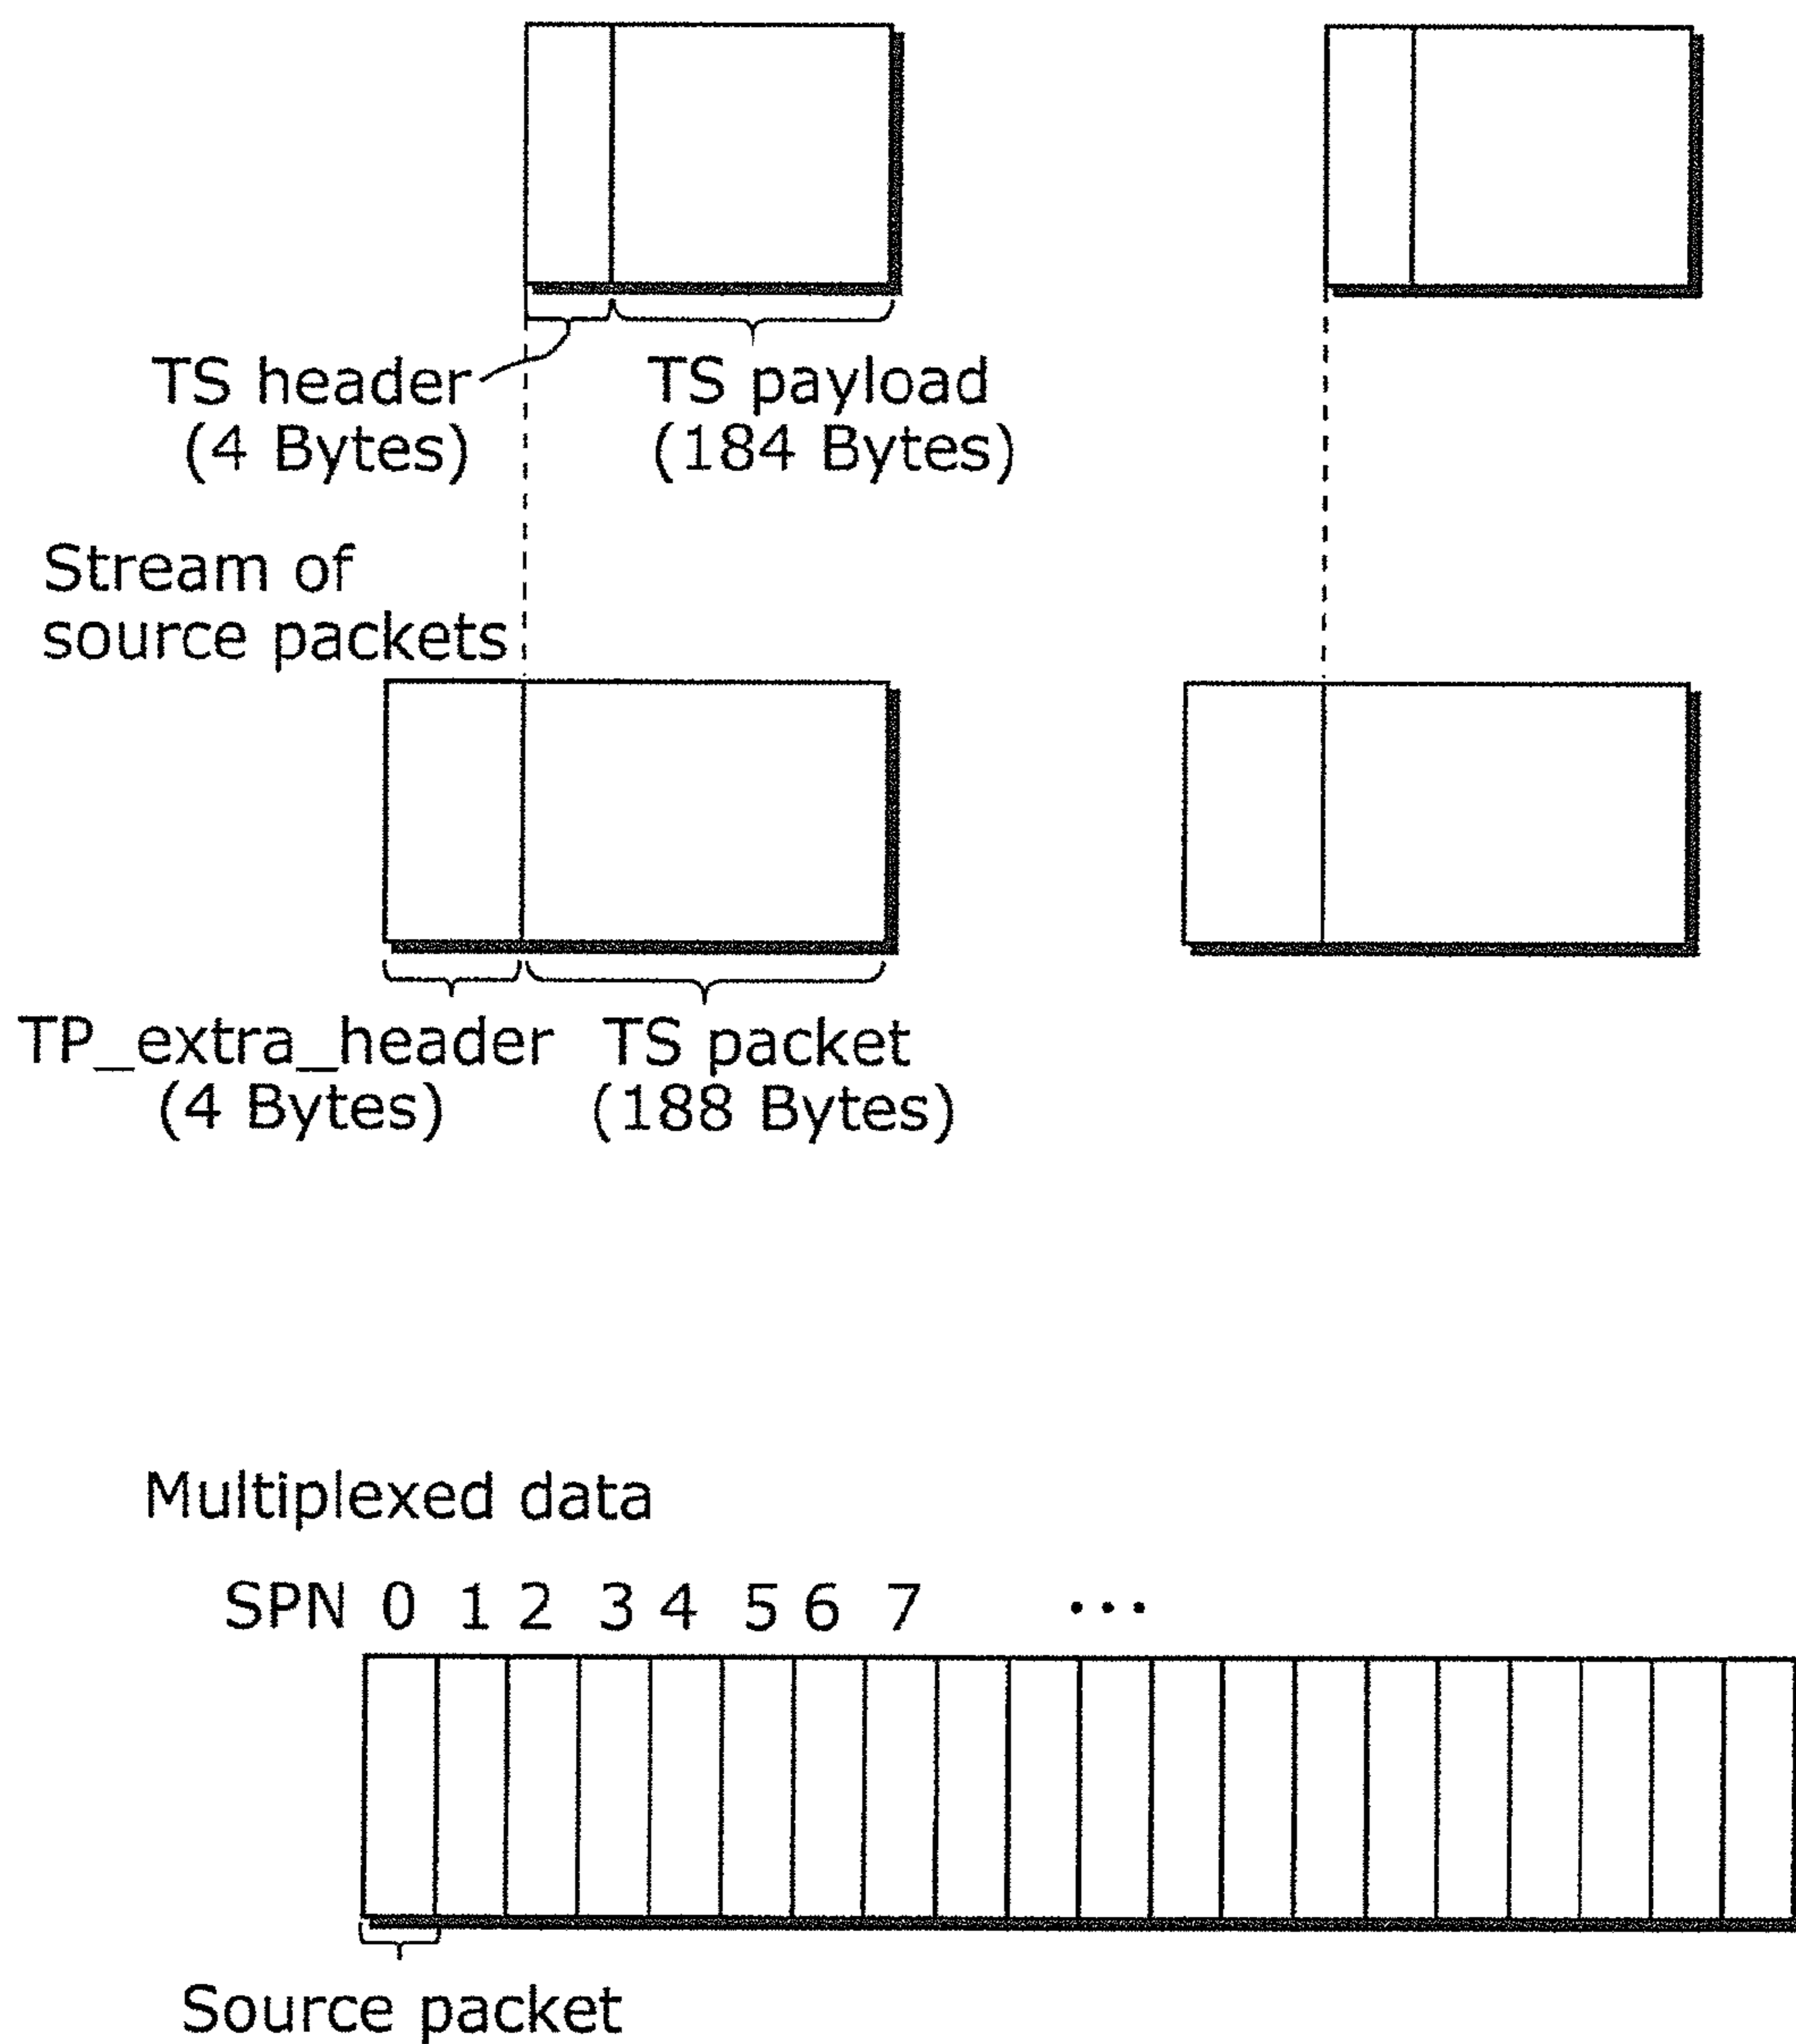 TS header
(4 Bytes)
TS payload
(184 Bytes)
Stream of
source packets
TP_extra_header
(4 Bytes)
TS packet
(188 Bytes)
Multiplexed data
SPN 0 1 2 3 4 5 6 7 ...
Source packet